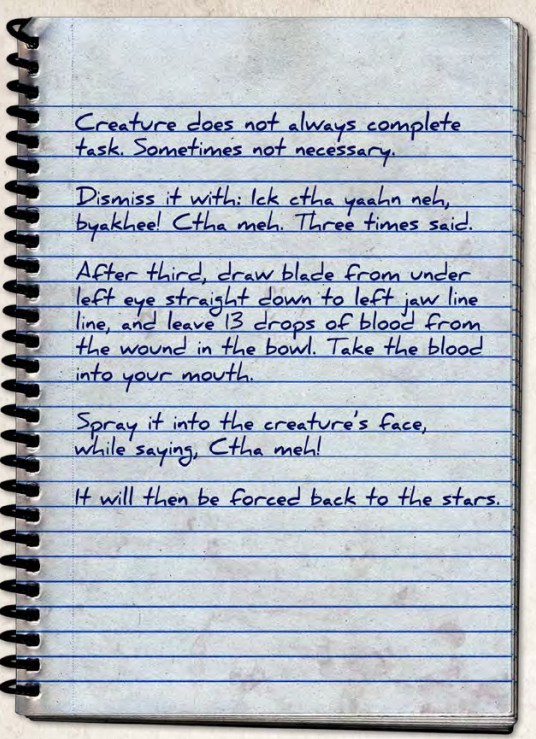 Creature does not always complete
task. Sometimes not necessary.
Dismiss it with: Ick ctha yaahn neh,
byakhee! Ctha meh. Three times said.
After third, draw blade from under
left eye straight down to left jaw line
line, and leave 13 drops of blood from
the wound in the bowl. Take the blood
into your mouth.
Spray it into the creature's face,
while saying, Ctha meh!
It will then be forced back to the stars.